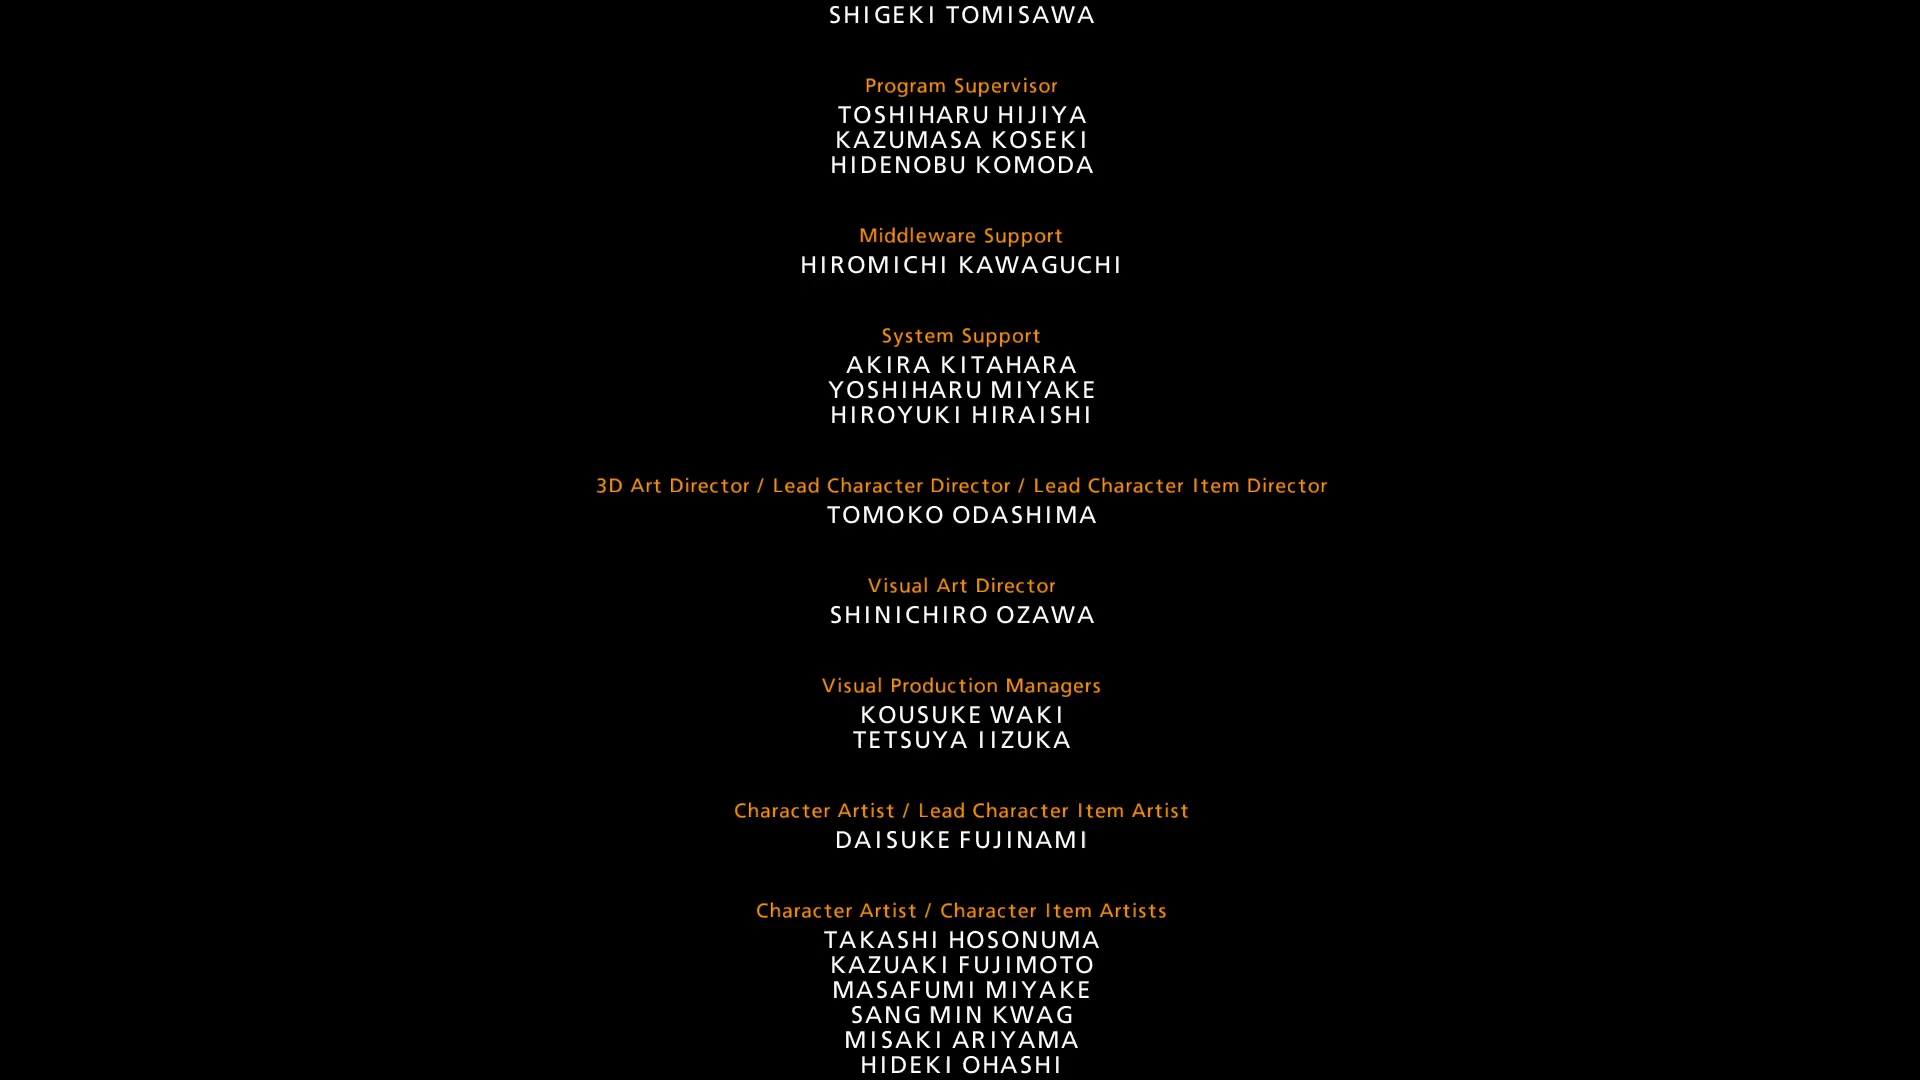 SHIGEKI TOMISAWA
Program Supervisor
TOSHIHARU HIJIYA
KAZUMASA KOSEKI
HIDENOBU KOMODA
Middleware Support
HIROMICHI KAWAGUCHI
System Support
AKIRA KITAHARA
YOSHIHARU MIYAKE
HIROYUKI HIRAISHI
3D Art Director / Lead Character Director / Lead Character Item Director
TOMOKO ODASHIMA
Visual Art Director
SHINICHIRO OZAWA
Visual Production Managers
KOUSUKE WAKI
TETSUYA IIZUKA
Character Artist / Lead Character Item Artist
DAISUKE FUJINAMI
Character Artist / Character Item Artists
TAKASHI HOSONUMA
KAZUAKI FUJIMOTO
MASAFUMI MIYAKE
SANG MIN KWAG
MISAKI ARIYAMA
HIDEKI OHASHI